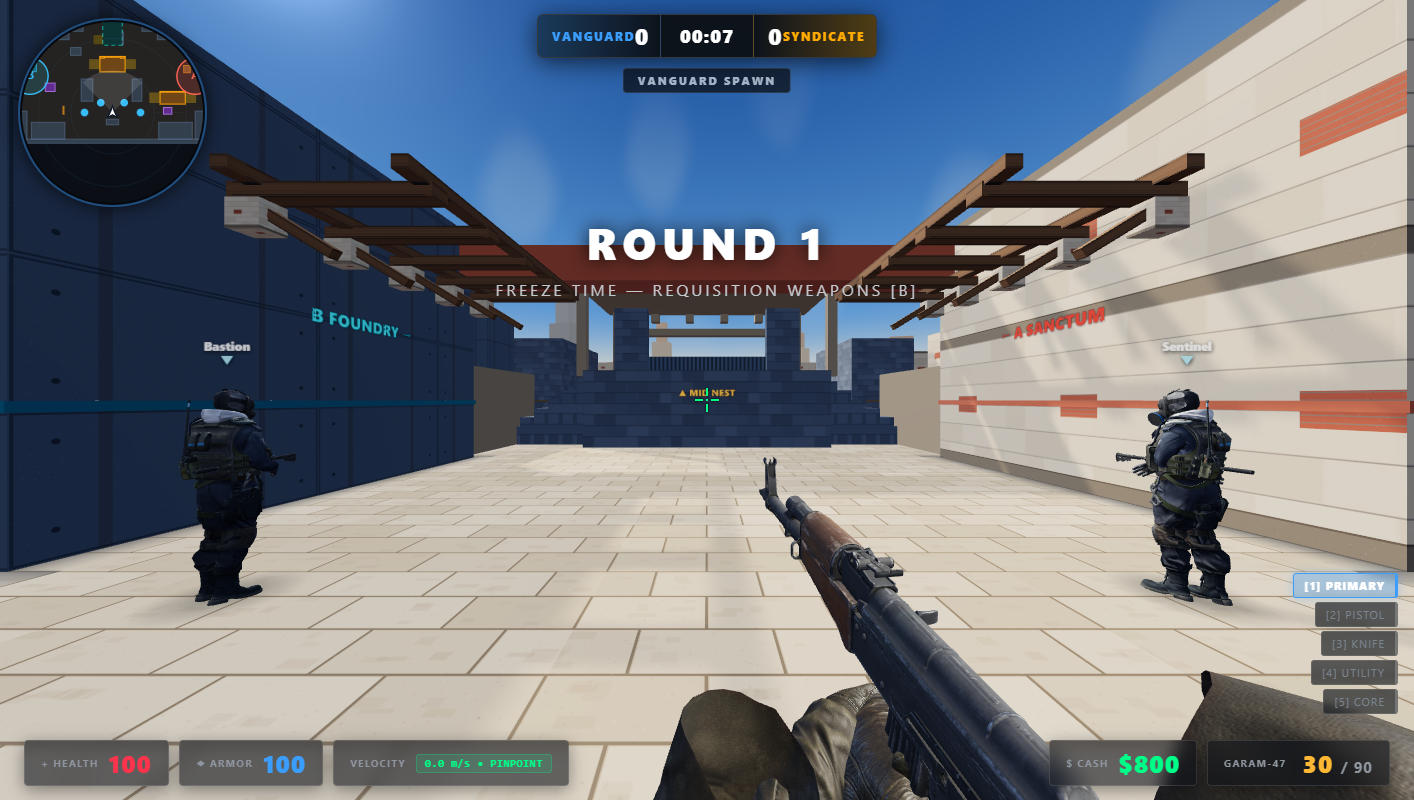 VANGUARD 0 00:07 0 SYNDICATE
VANGUARD SPAWN
B
A
ROUND 1
FREEZE TIME — REQUISITION WEAPONS [B]
B FOUNDRY
A SANCTUM
Bastion
Sentinel
▲ MID NEST
[1] PRIMARY
[2] PISTOL
[3] KNIFE
[4] UTILITY
[5] CORE
+ HEALTH 100
ARMOR 100
VELOCITY 0.0 m/s • PINPOINT
$ CASH $800
GARAM-47 30 / 90